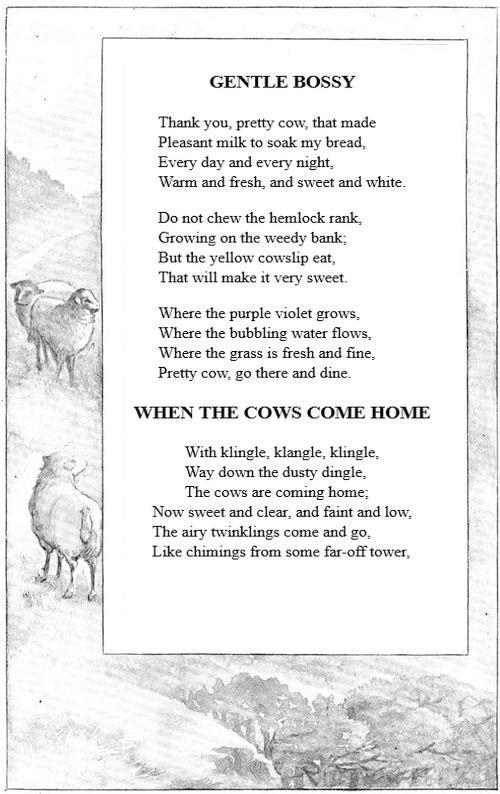 GENTLE BOSSY
Thank you, pretty cow, that made
Pleasant milk to soak my bread,
Every day and every night,
Warm and fresh, and sweet and white.
Do not chew the hemlock rank,
Growing on the weedy bank;
But the yellow cowslip eat,
That will make it very sweet.
Where the purple violet grows,
Where the bubbling water flows,
Where the grass is fresh and fine,
Pretty cow, go there and dine.
WHEN THE COWS COME HOME
With klingle, klangle, klingle,
Way down the dusty dingle,
The cows are coming home;
Now sweet and clear, and faint and low,
The airy twinklings come and go,
Like chimings from some far-off tower,